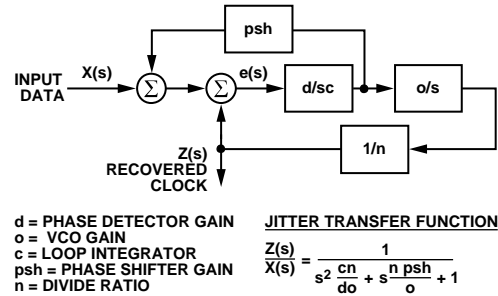 psh
INPUT DATA
X(s)
Σ
Σ
e(s)
d/sc
o/s
1/n
Z(s)
RECOVERED
CLOCK
d = PHASE DETECTOR GAIN
o = VCO GAIN
c = LOOP INTEGRATOR
psh = PHASE SHIFTER GAIN
n = DIVIDE RATIO
JITTER TRANSFER FUNCTION
Z(s)/X(s) = 1/(s² cn/do + s n psh/o + 1)